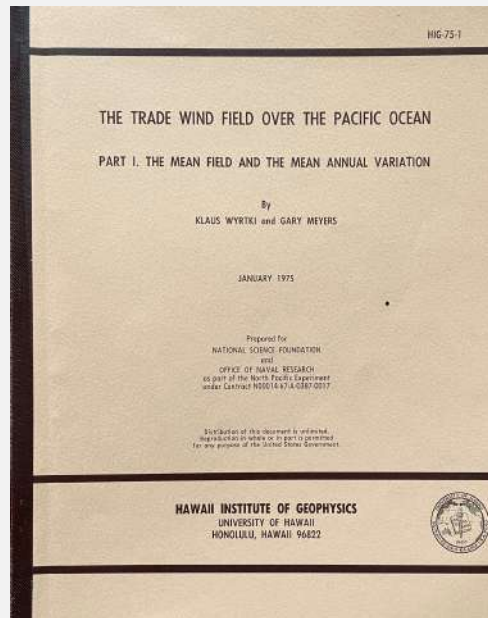 HIG-75-1
THE TRADE WIND FIELD OVER THE PACIFIC OCEAN
PART I. THE MEAN FIELD AND THE MEAN ANNUAL VARIATION
By
KLAUS WYRTKI and GARY MEYERS
JANUARY 1975
Prepared for
NATIONAL SCIENCE FOUNDATION
and
OFFICE OF NAVAL RESEARCH
as part of the North Pacific Experiment
under Contract N00014-67-A-0387-0017
Distribution of this document is unlimited.
Reproduction in whole or in part is permitted
for any purpose of the United States Government.
HAWAII INSTITUTE OF GEOPHYSICS
UNIVERSITY OF HAWAII
HONOLULU, HAWAII 96822